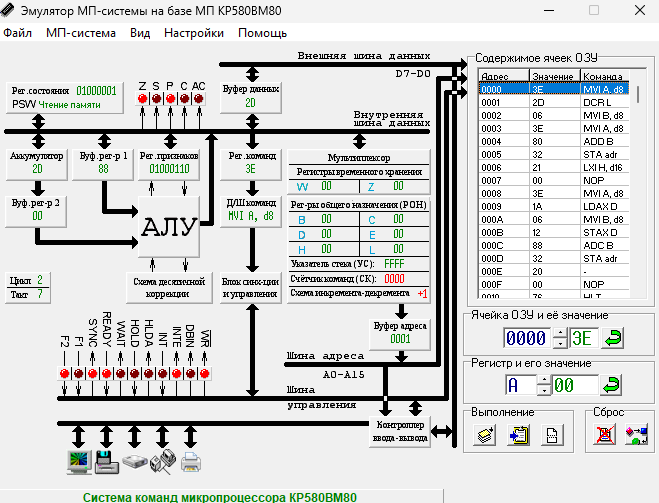 Эмулятор МП-системы на базе МП КР580ВМ80
Файл МП-система Вид Настройки Помощь
Внешняя шина данных
D7-D0
Рег.состояния 01000001
PSW Чтение памяти
Z S P C AC
Буфер данных
2D
Внутренняя
шина данных
Аккумулятор
2D
Буф.рег-р 1
88
Рег.признаков
01000110
Рег.команд
3E
Мультиплексор
Регистры временного хранения
W 00 Z 00
Буф.рег-р 2
00
АЛУ
Д/Ш команд
MVI A, d8
Рег-ры общего назначения (РОН)
B 00 C 00
D 00 E 00
H 00 L 00
Указатель стека (УС): FFFF
Счётчик команд (СК): 0000
Схема инкремента-декремента +1
Цикл 2
Такт 7
Схема десятичной
коррекции
Блок синх-ции
и управления
Буфер адреса
0001
F2 F1 SYNC READY WAIT HOLD HLDA INT INTE DBIN WR
Шина адреса
A0-A15
Шина
управления
Контроллер
ввода-вывода
Содержимое ячеек ОЗУ
Адрес Значение Команда
0000 3E MVI A, d8
0001 2D DCR L
0002 06 MVI B, d8
0003 3E MVI A, d8
0004 80 ADD B
0005 32 STA adr
0006 21 LXI H, d16
0007 00 NOP
0008 3E MVI A, d8
0009 1A LDAX D
000A 06 MVI B, d8
000B 12 STAX D
000C 88 ADC B
000D 32 STA adr
000E 20 -
000F 00 NOP
0010 76 HLT
Ячейка ОЗУ и её значение
0000 3E
Регистр и его значение
A 00
Выполнение
Сброс
Система команд микропроцессора КР580ВМ80